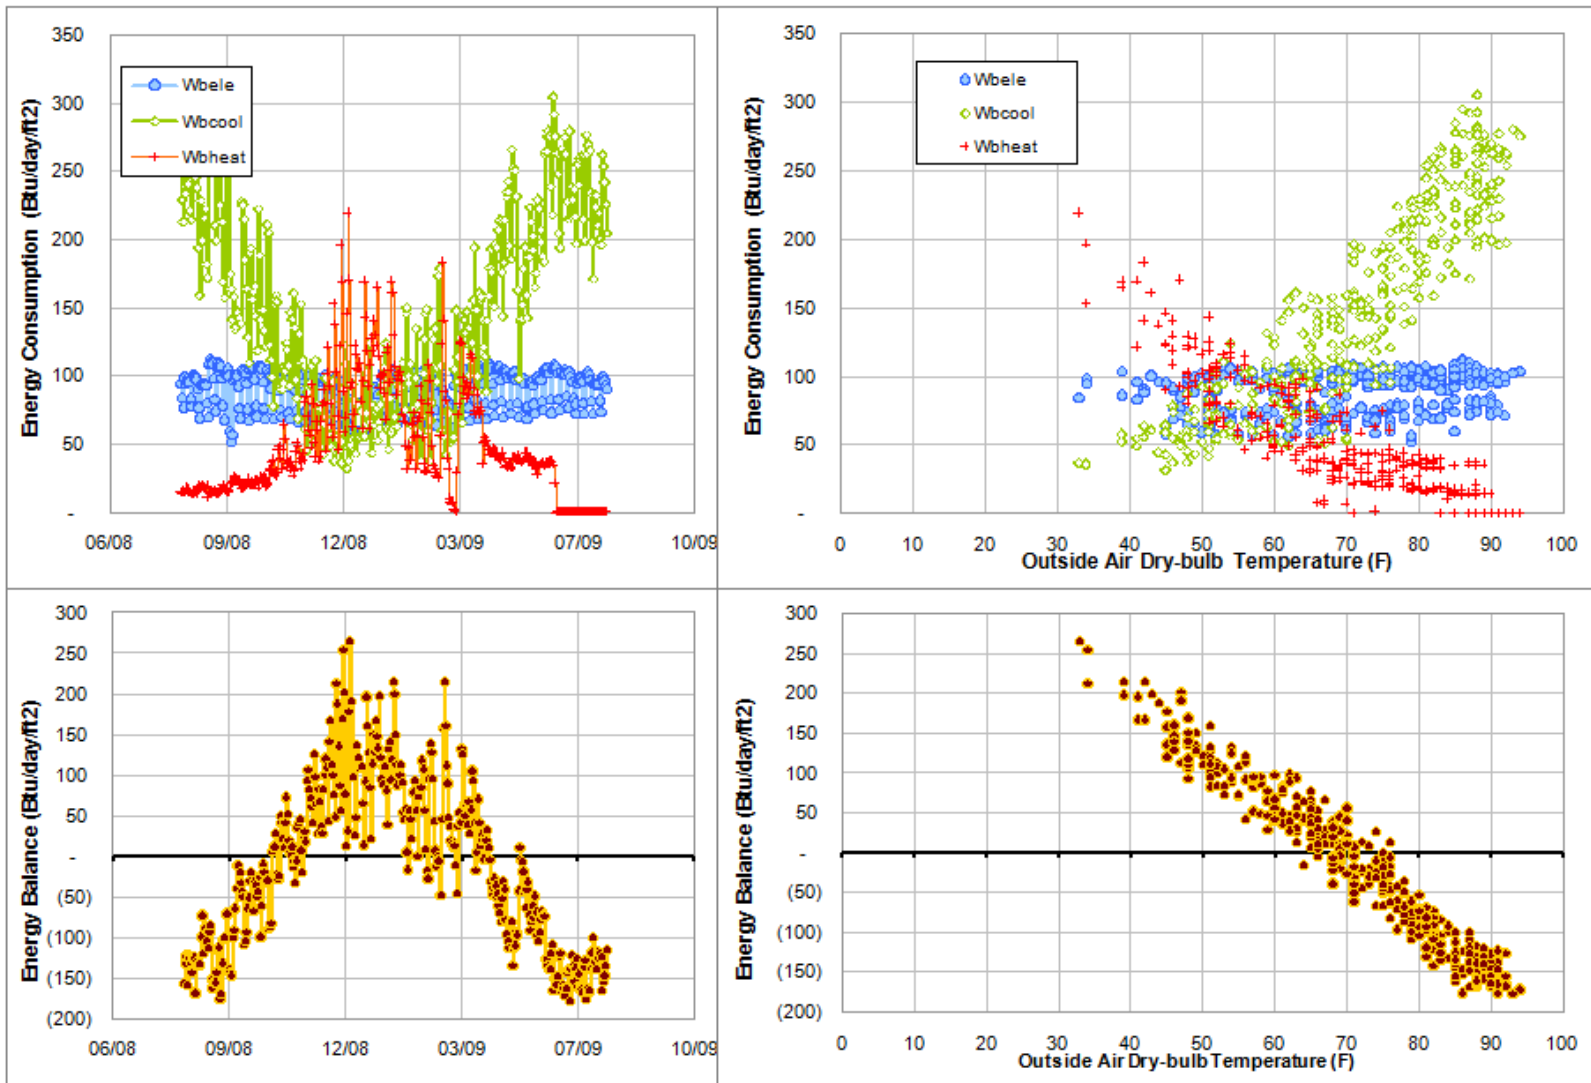 350
300
250
200
150
100
50
-
Energy Consumption (Btu/day/ft2)
Wbele
Wbcool
Wbheat
06/08 09/08 12/08 03/09 07/09 10/09
350
300
250
200
150
100
50
-
Energy Consumption (Btu/day/ft2)
Wbele
Wbcool
Wbheat
0 10 20 30 40 50 60 70 80 90 100
Outside Air Dry-bulb Temperature (F)
300
250
200
150
100
50
-
(50)
(100)
(150)
(200)
Energy Balance (Btu/day/ft2)
06/08 09/08 12/08 03/09 07/09 10/09
300
250
200
150
100
50
-
(50)
(100)
(150)
(200)
Energy Balance (Btu/day/ft2)
0 10 20 30 40 50 60 70 80 90 100
Outside Air Dry-bulb Temperature (F)